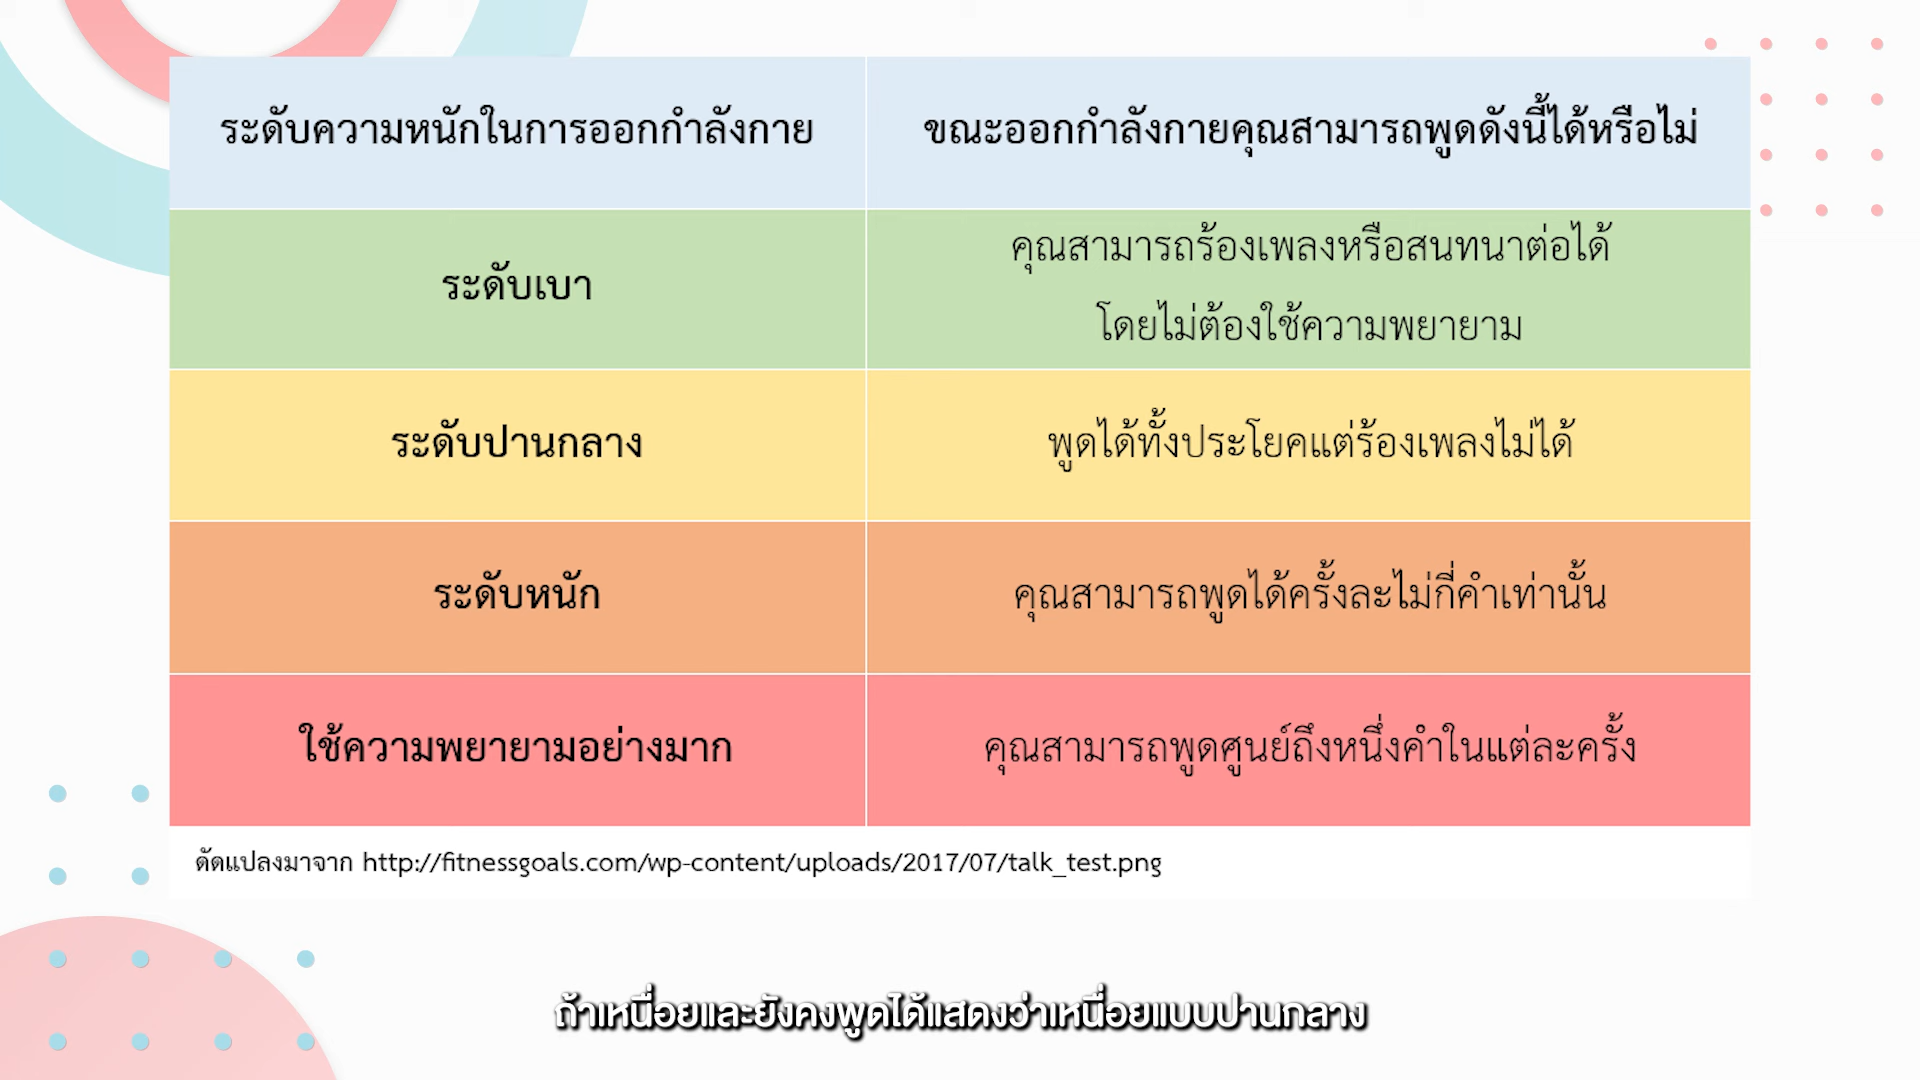 ระดับความหนักในการออกกำลังกาย
ขณะออกกำลังกายคุณสามารถพูดดังนี้ได้หรือไม่
ระดับเบา
คุณสามารถร้องเพลงหรือสนทนาต่อได้
โดยไม่ต้องใช้ความพยายาม
ระดับปานกลาง
พูดได้ทั้งประโยคแต่ร้องเพลงไม่ได้
ระดับหนัก
คุณสามารถพูดได้ครั้งละไม่กี่คำเท่านั้น
ใช้ความพยายามอย่างมาก
คุณสามารถพูดศูนย์ถึงหนึ่งคำในแต่ละครั้ง
ดัดแปลงมาจาก http://fitnessgoals.com/wp-content/uploads/2017/07/talk_test.png
ถ้าเหนื่อยและยังคงพูดได้แสดงว่าเหนื่อยแบบปานกลาง